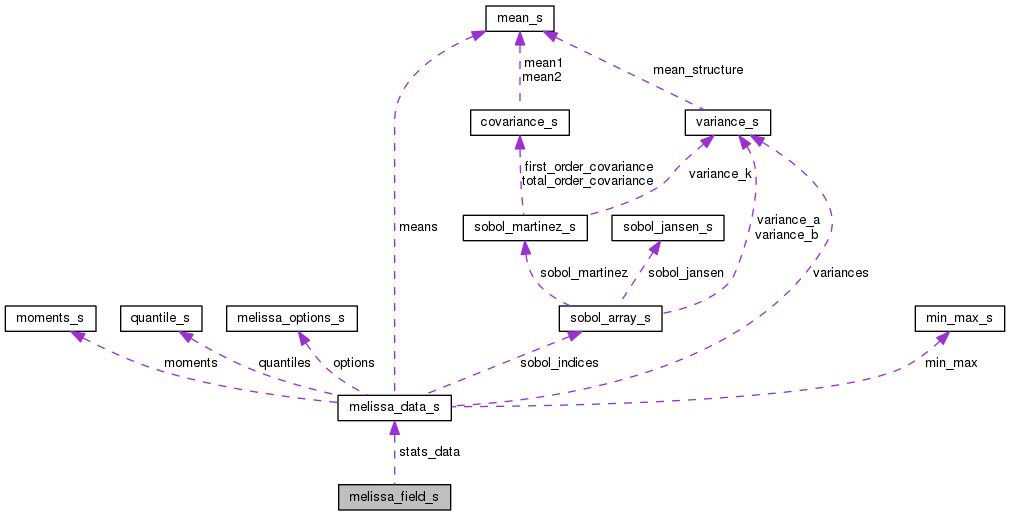 mean_s
mean1
mean2
mean_structure
covariance_s
variance_s
first_order_covariance
total_order_covariance
variance_k
sobol_martinez_s
sobol_jansen_s
variance_a
variance_b
means
sobol_martinez
sobol_jansen
variances
moments_s
quantile_s
melissa_options_s
sobol_array_s
min_max_s
moments
quantiles
options
sobol_indices
min_max
melissa_data_s
stats_data
melissa_field_s